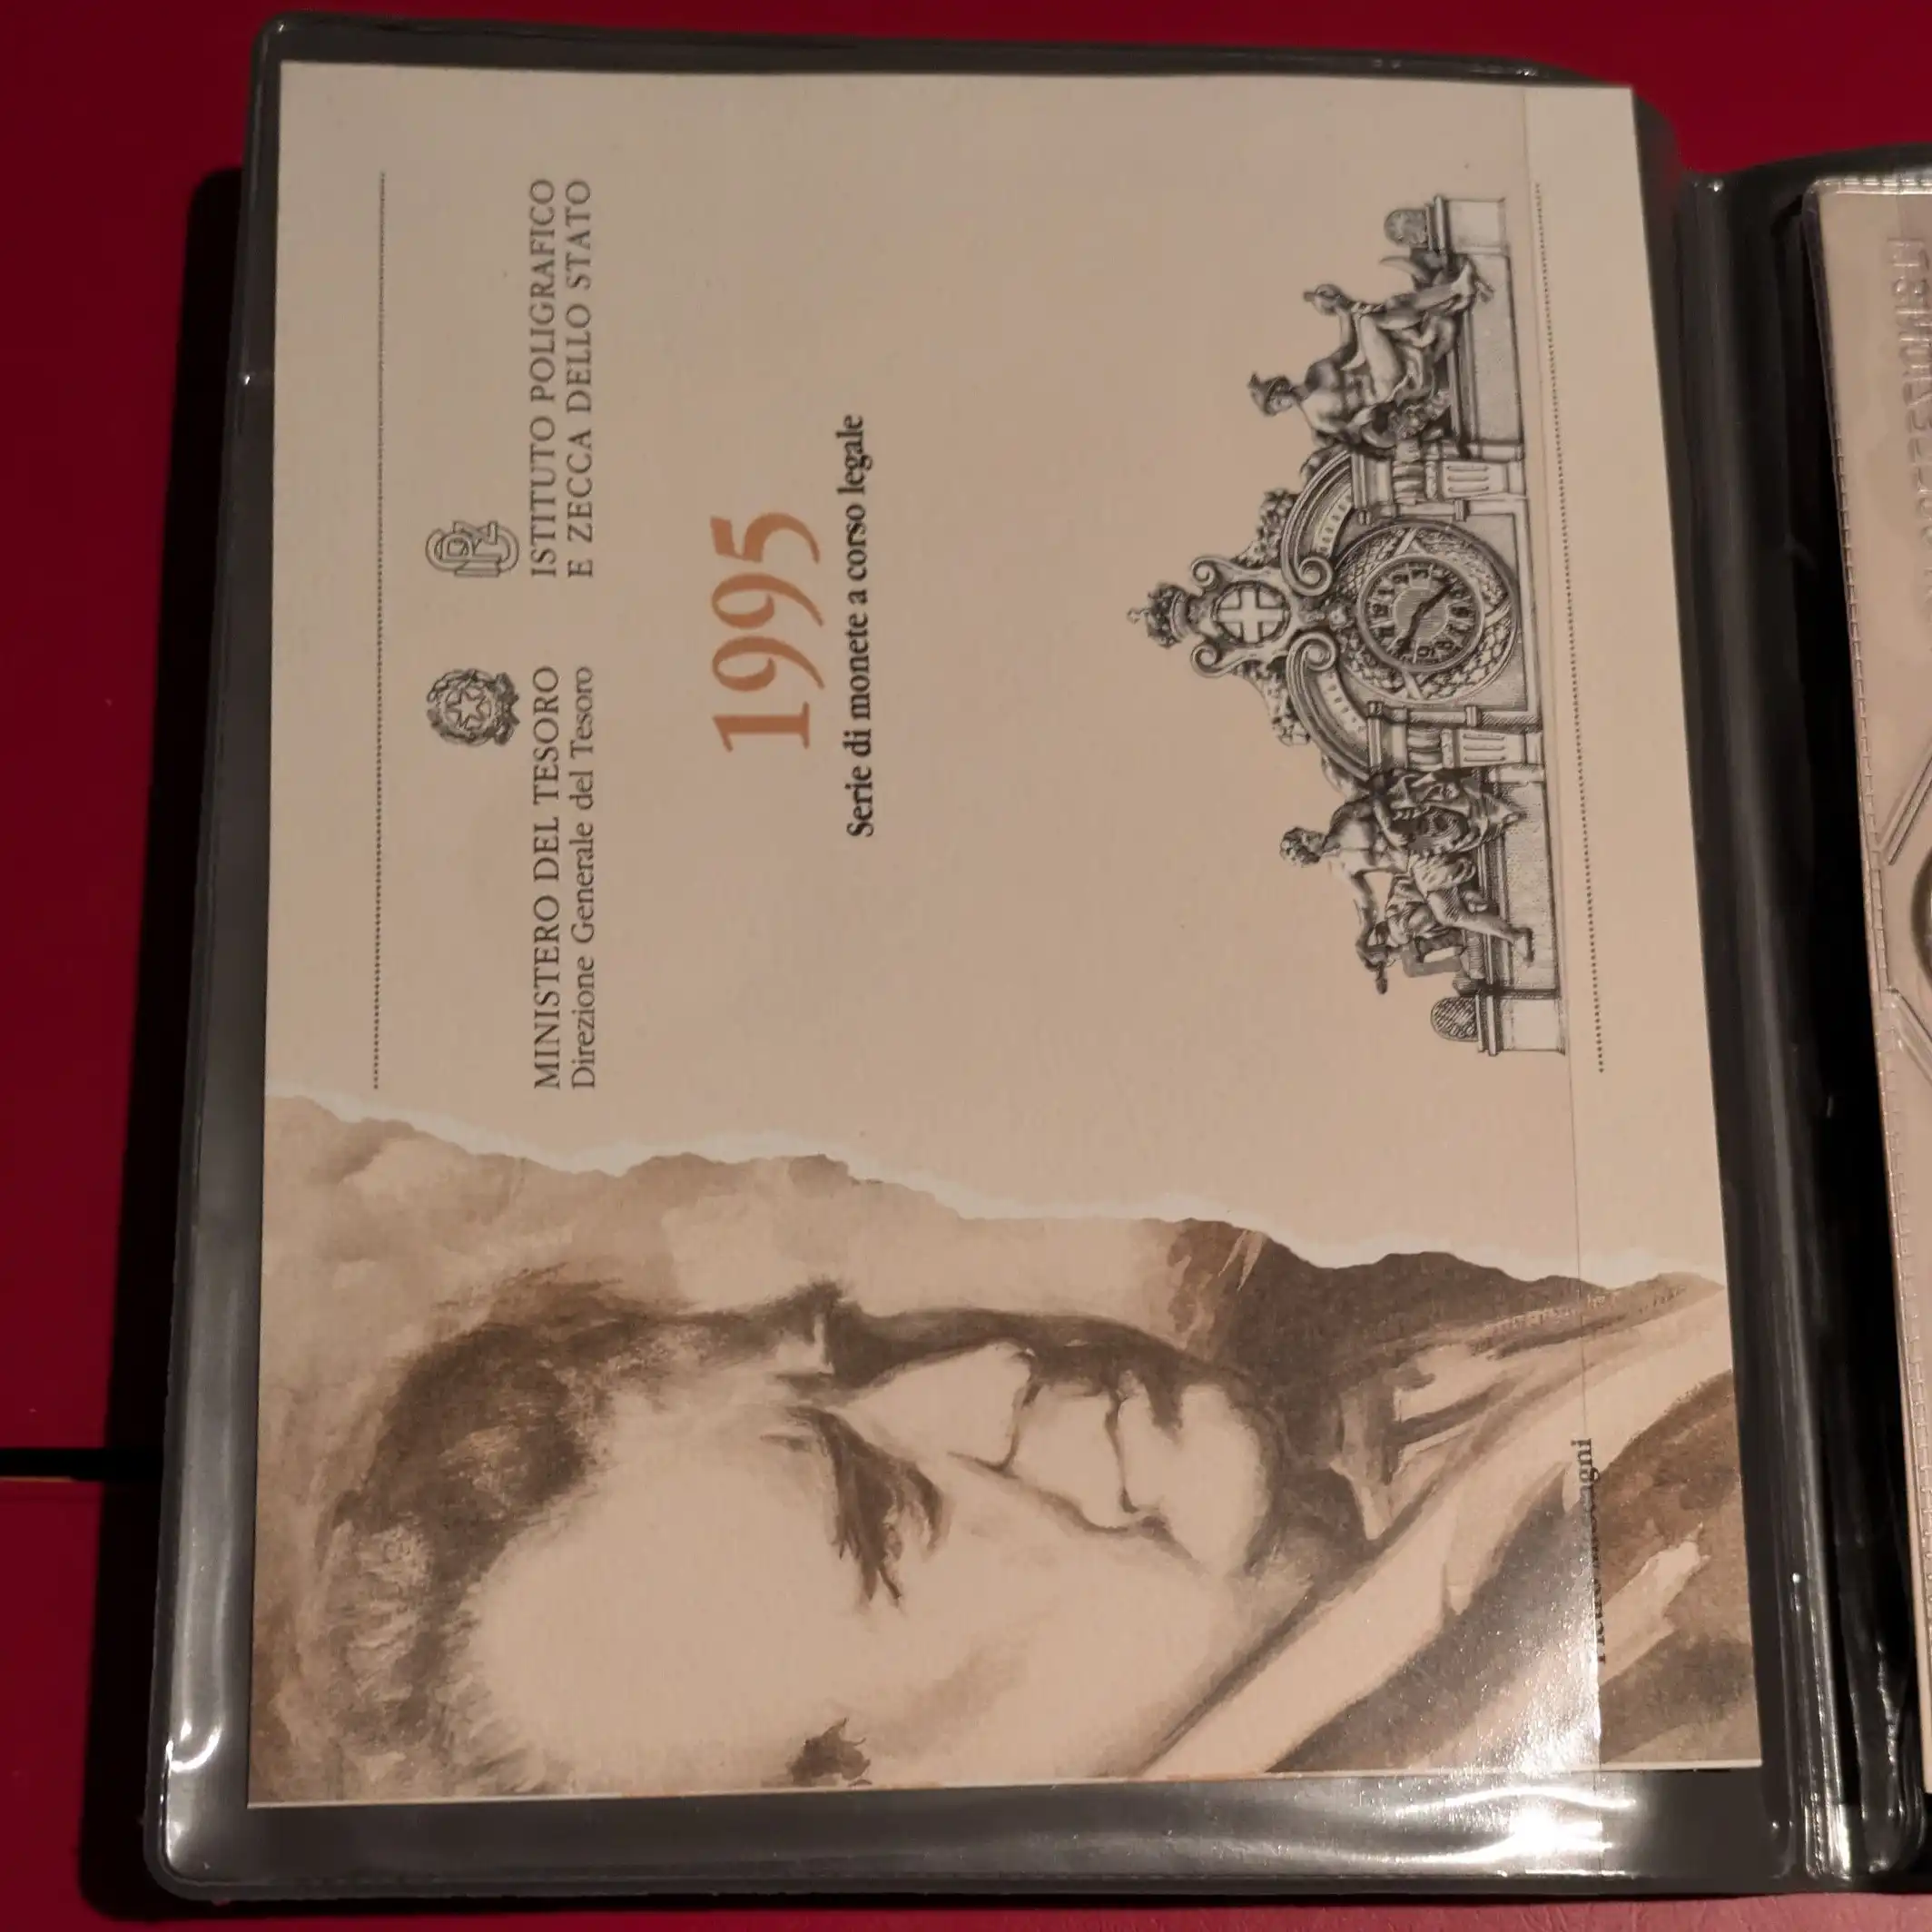 MINISTERO DEL TESORO
Direzione Generale del Tesoro
ISTITUTO POLIGRAFICO
E ZECCA DELLO STATO
1995
Serie di monete a corso legale